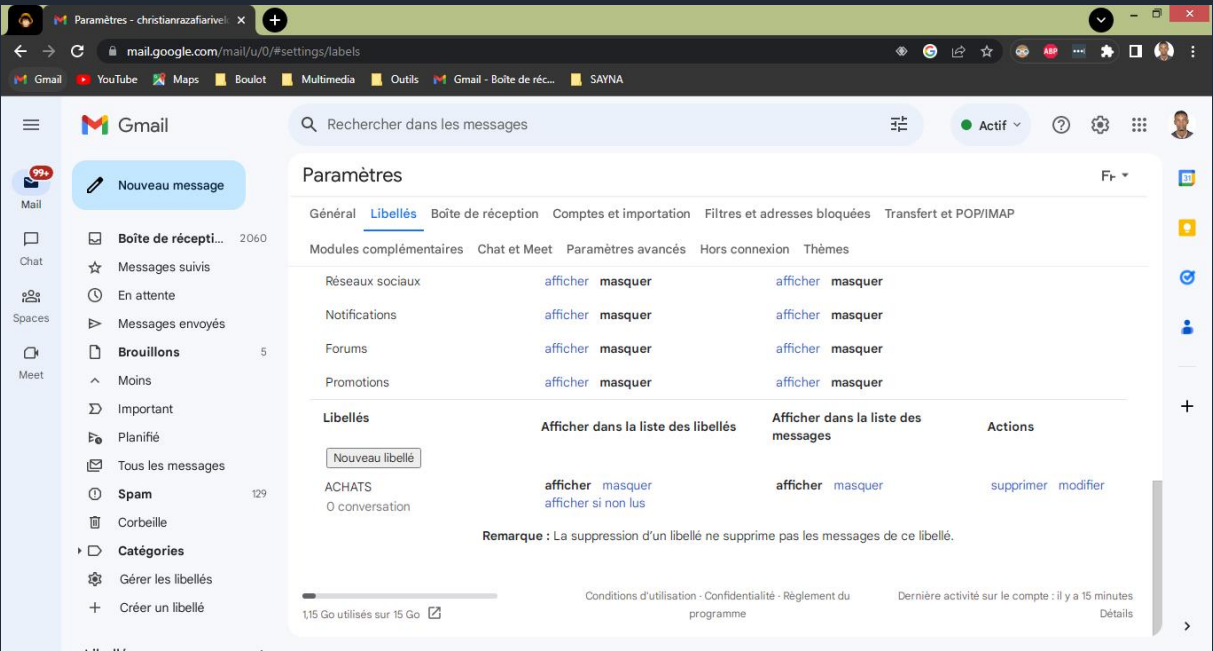 Paramètres - christianrazafiarivel
mail.google.com/mail/u/0/#settings/labels
ABP
Gmail YouTube Maps Boulot Multimedia Outils Gmail - Boîte de réc... SAYNA
Gmail
Rechercher dans les messages
Actif
99+
Mail
Chat
Spaces
Meet
Nouveau message
Boîte de récepti... 2060
Messages suivis
En attente
Messages envoyés
Brouillons 5
Moins
Important
Planifié
Tous les messages
Spam 129
Corbeille
Catégories
Gérer les libellés
Créer un libellé
Paramètres
Général Libellés Boîte de réception Comptes et importation Filtres et adresses bloquées Transfert et POP/IMAP
Modules complémentaires Chat et Meet Paramètres avancés Hors connexion Thèmes
Réseaux sociaux afficher masquer afficher masquer
Notifications afficher masquer afficher masquer
Forums afficher masquer afficher masquer
Promotions afficher masquer afficher masquer
Libellés Afficher dans la liste des libellés Afficher dans la liste des
messages Actions
Nouveau libellé
ACHATS afficher masquer afficher masquer supprimer modifier
0 conversation afficher si non lus
Remarque : La suppression d'un libellé ne supprime pas les messages de ce libellé.
1,15 Go utilisés sur 15 Go
Conditions d'utilisation - Confidentialité - Règlement du
programme
Dernière activité sur le compte : il y a 15 minutes
Détails
31